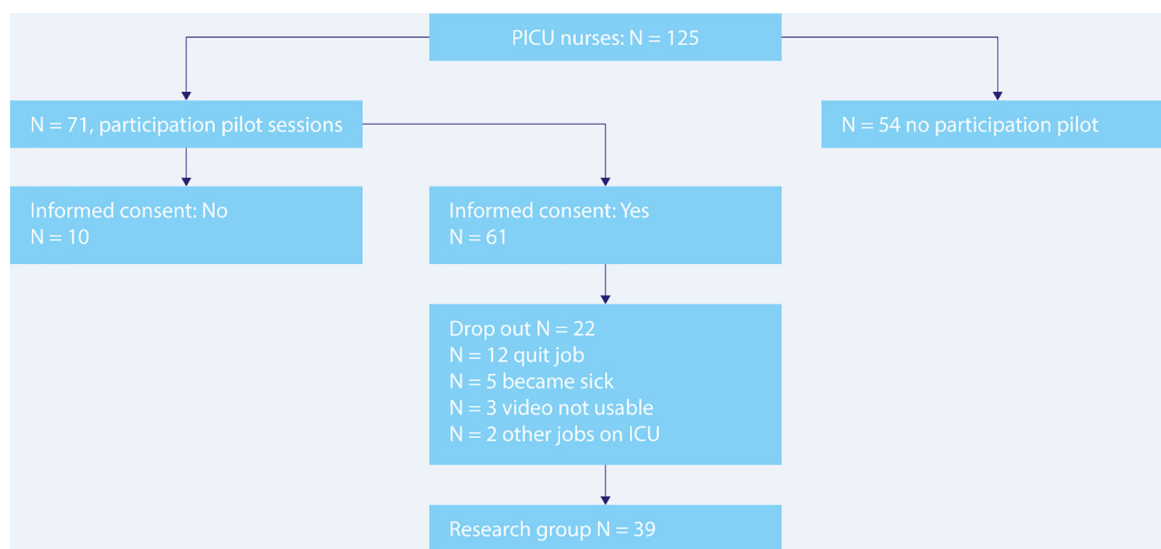 PICU nurses: N = 125
N = 71, participation pilot sessions
N = 54 no participation pilot
Informed consent: No
N = 10
Informed consent: Yes
N = 61
Drop out N = 22
N = 12 quit job
N = 5 became sick
N = 3 video not usable
N = 2 other jobs on ICU
Research group N = 39